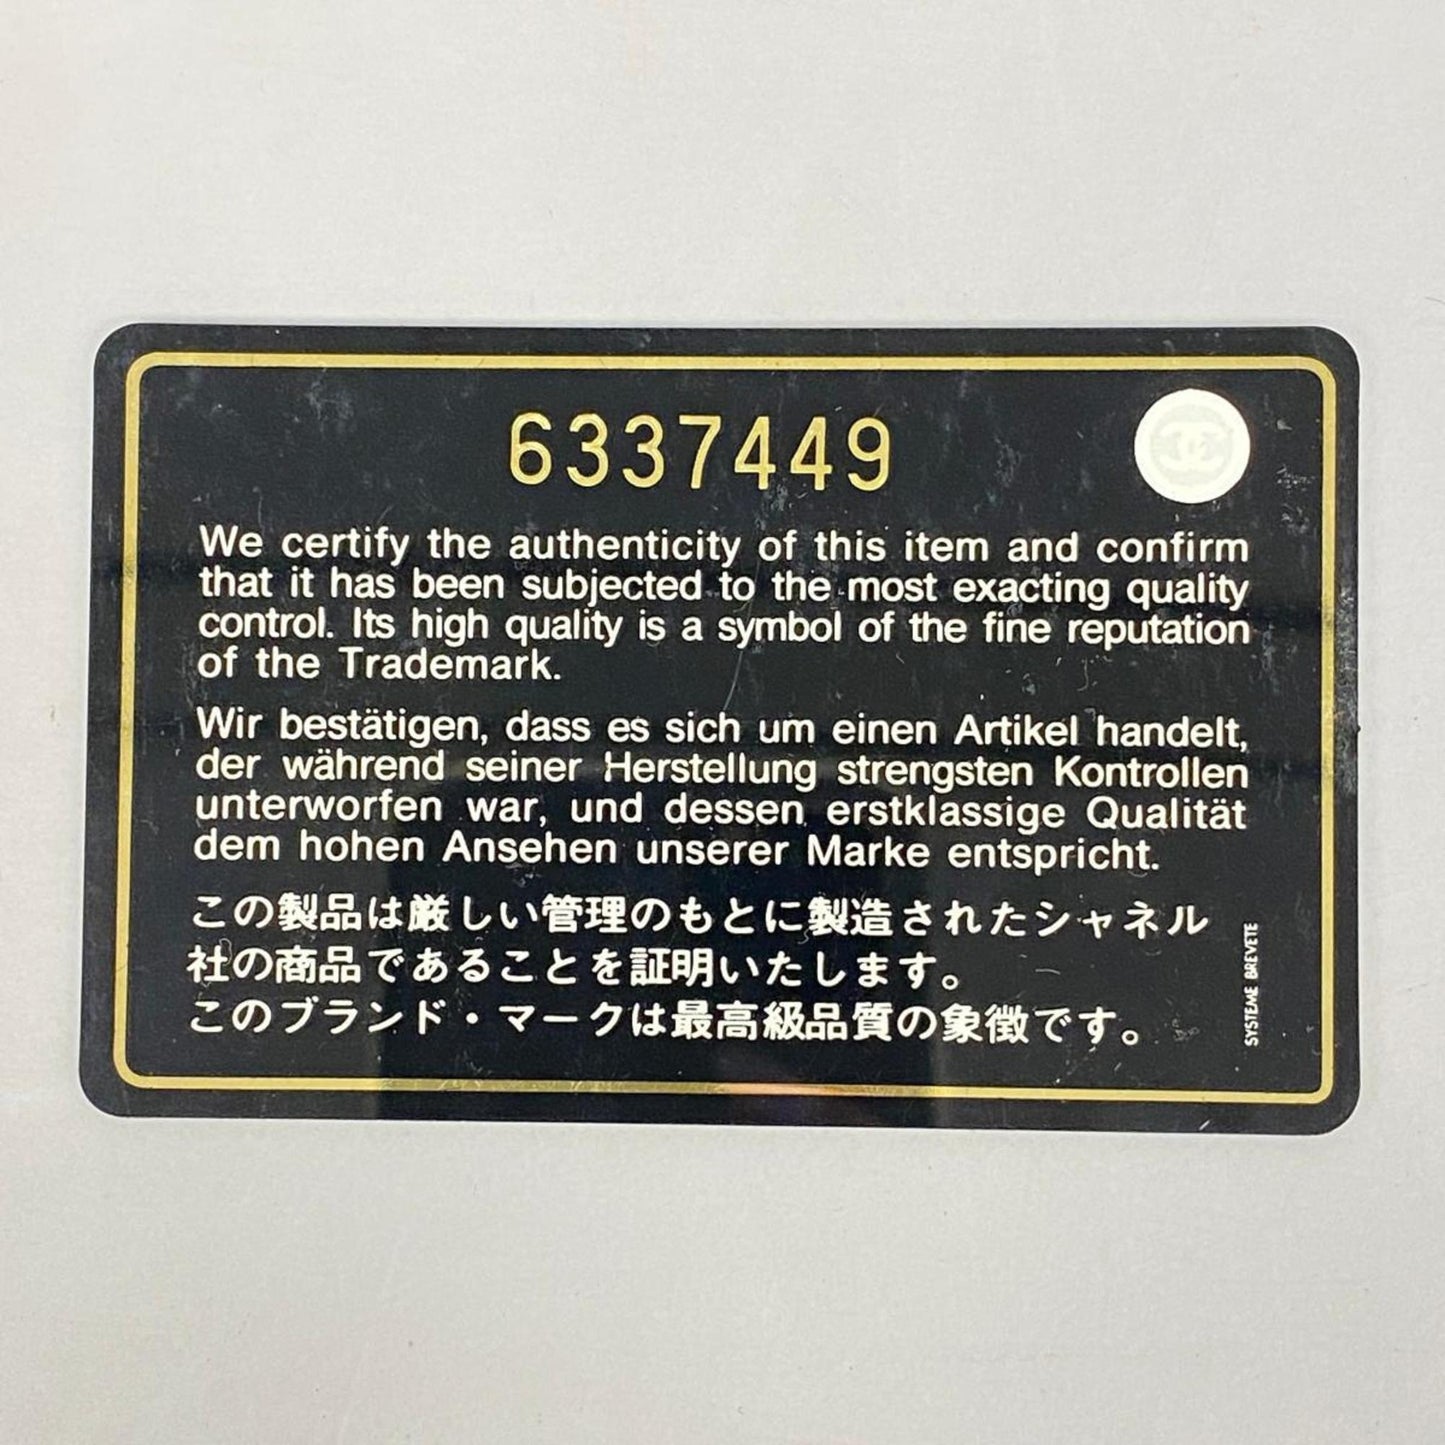 6337449
We certify the authenticity of this item and confirm
that it has been subjected to the most exacting quality
control. Its high quality is a symbol of the fine reputation
of the Trademark.
Wir bestätigen, dass es sich um einen Artikel handelt,
der während seiner Herstellung strengsten Kontrollen
unterworfen war, und dessen erstklassige Qualität
dem hohen Ansehen unserer Marke entspricht.
この製品は厳しい管理のもとに製造されたシャネル
社の商品であることを証明いたします。
このブランド・マークは最高級品質の象徴です。
SYSTEME BREVETE